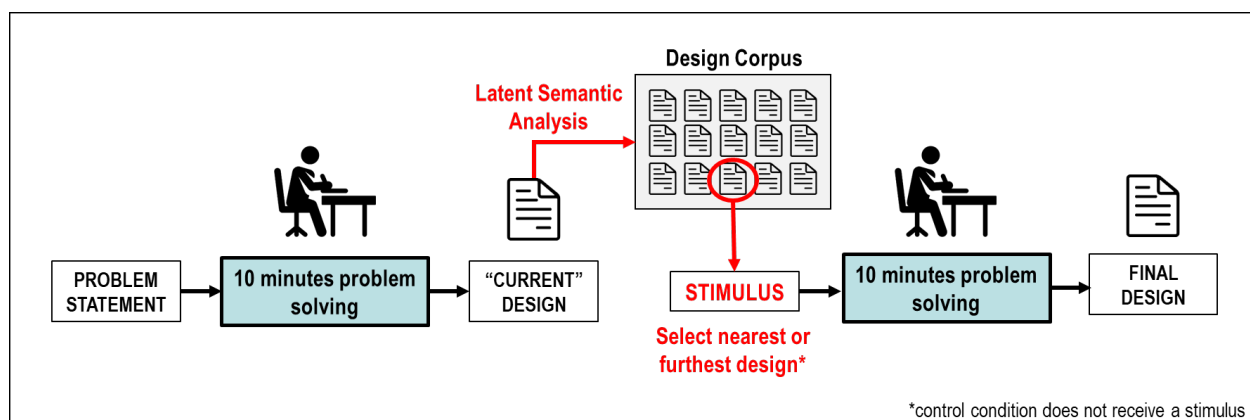 Design Corpus
Latent Semantic
Analysis
PROBLEM
STATEMENT
10 minutes problem
solving
“CURRENT”
DESIGN
STIMULUS
Select nearest or
furthest design*
10 minutes problem
solving
FINAL
DESIGN
*control condition does not receive a stimulus